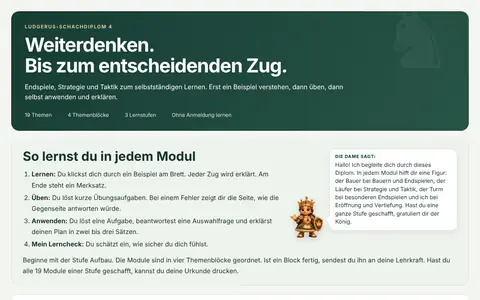 LUDGERUS-SCHACHDIPLOM 4
Weiterdenken.
Bis zum entscheidenden Zug.
Endspiele, Strategie und Taktik zum selbstständigen Lernen. Erst ein Beispiel verstehen, dann üben, dann
selbst anwenden und erklären.
19 Themen 4 Themenblöcke 3 Lernstufen Ohne Anmeldung lernen
So lernst du in jedem Modul
1. Lernen: Du klickst dich durch ein Beispiel am Brett. Jeder Zug wird erklärt. Am
Ende steht ein Merksatz.
2. Üben: Du löst kurze Übungsaufgaben. Bei einem Fehler zeigt dir die Seite, wie die
Gegenseite antworten würde.
3. Anwenden: Du löst eine Aufgabe, beantwortest eine Auswahlfrage und erklärst
deinen Plan in zwei bis drei Sätzen.
4. Mein Lerncheck: Du schätzt ein, wie sicher du dich fühlst.
DIE DAME SAGT:
Hallo! Ich begleite dich durch dieses
Diplom. In jedem Modul hilft dir eine Figur:
der Bauer bei Bauern und Endspielen, der
Läufer bei Strategie und Taktik, der Turm
bei besonderen Endspielen und ich bei
Eröffnung und Vertiefung. Hast du eine
ganze Stufe geschafft, gratuliert dir der
König.
Beginne mit der Stufe Aufbau. Die Module sind in vier Themenblöcke geordnet. Ist ein Block fertig, sendest du ihn an deine Lehrkraft. Hast du
alle 19 Module einer Stufe geschafft, kannst du deine Urkunde drucken.